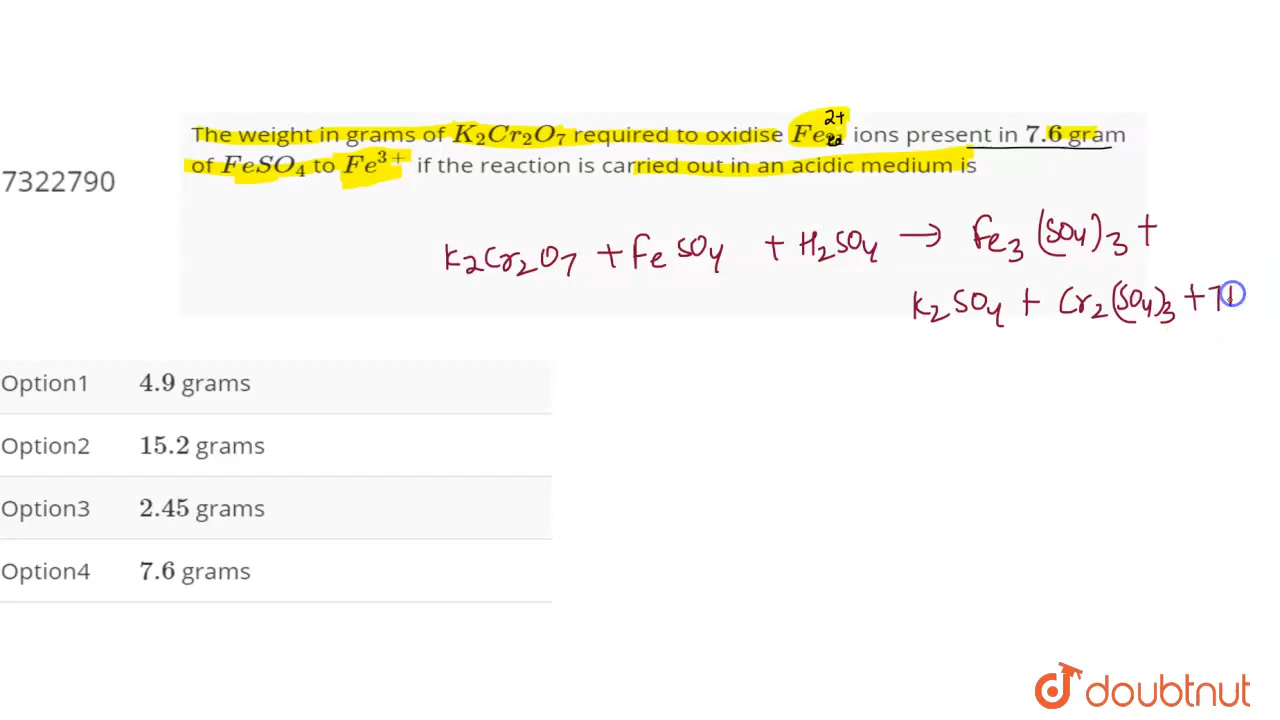 The weight in grams of K₂Cr₂O₇ required to oxidise Fe²⁺ ions present in 7.6 gram
7322790
of FeSO₄ to Fe³⁺ if the reaction is carried out in an acidic medium is
K₂Cr₂O₇ + FeSO₄ + H₂SO₄ → Fe₃(SO₄)₃ +
K₂SO₄ + Cr₂(SO₄)₃ + 7
Option1 4.9 grams
Option2 15.2 grams
Option3 2.45 grams
Option4 7.6 grams
doubtnut